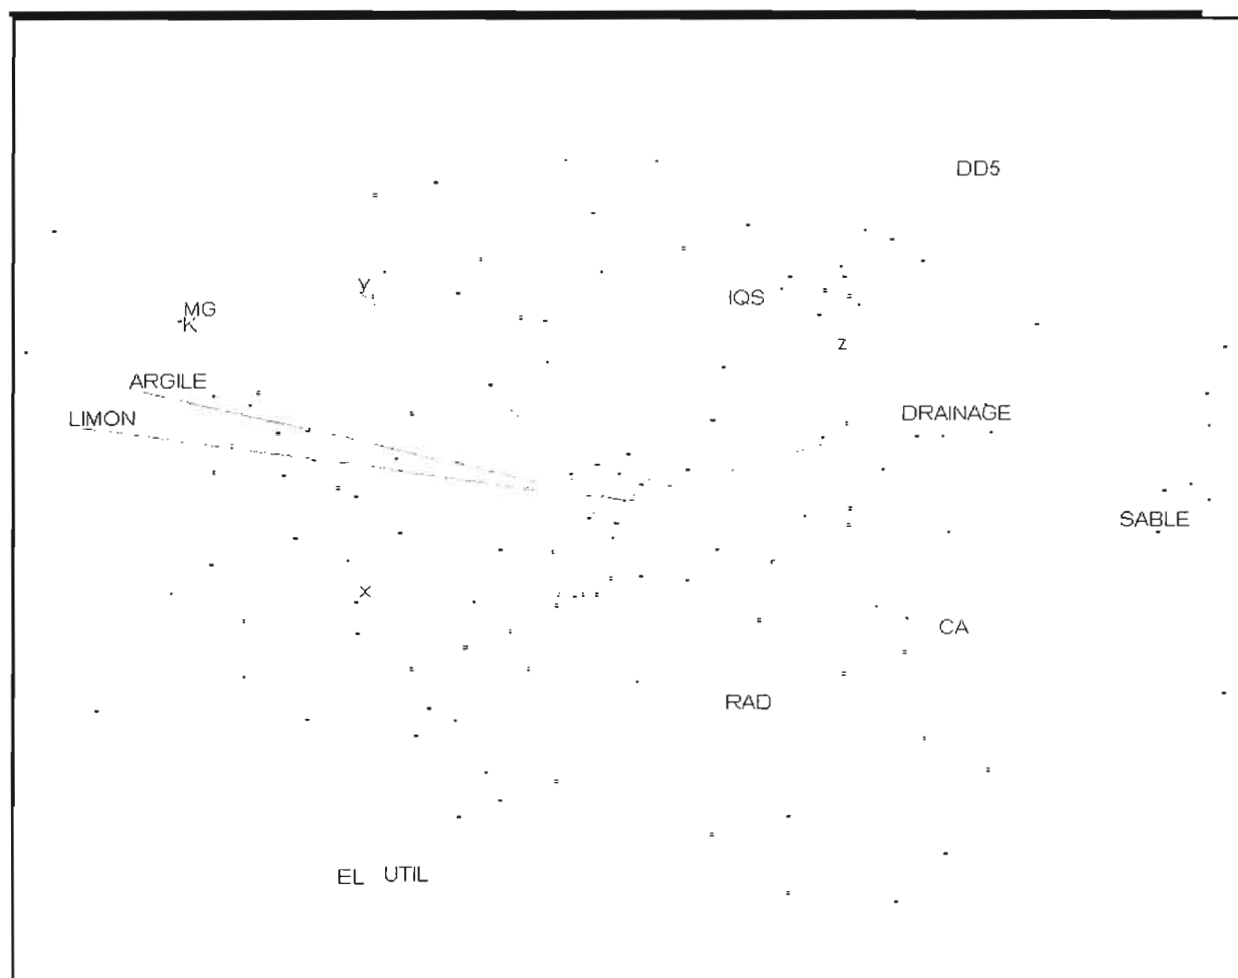 DD5
y
IQS
MG
K
z
ARGILE
LIMON
DRAINAGE
SABLE
x
CA
RAD
EL UTIL